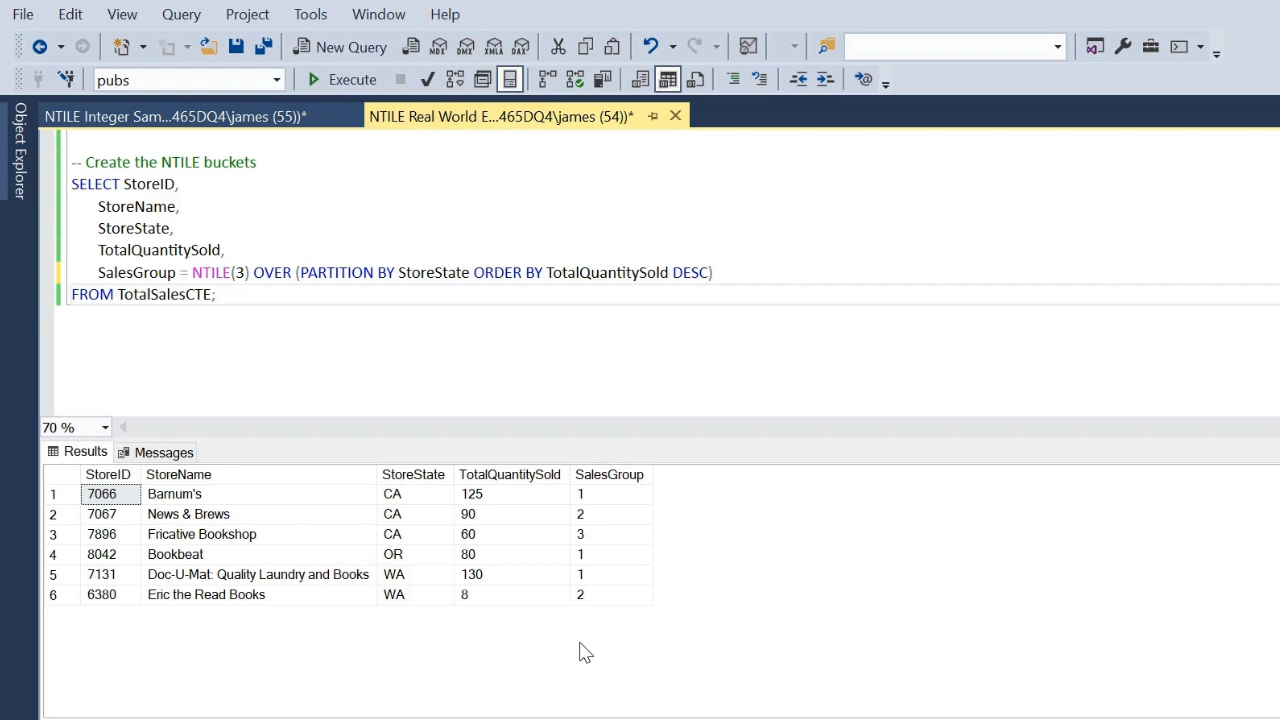 File Edit View Query Project Tools Window Help
New Query MDX DMX XMLA DAX
pubs Execute
Object Explorer
NTILE Integer Sam...465DQ4\james (55))* NTILE Real World E...465DQ4\james (54))*
-- Create the NTILE buckets
SELECT StoreID,
StoreName,
StoreState,
TotalQuantitySold,
SalesGroup = NTILE(3) OVER (PARTITION BY StoreState ORDER BY TotalQuantitySold DESC)
FROM TotalSalesCTE;
70 %
Results Messages
StoreID StoreName StoreState TotalQuantitySold SalesGroup
1 7066 Barnum's CA 125 1
2 7067 News & Brews CA 90 2
3 7896 Fricative Bookshop CA 60 3
4 8042 Bookbeat OR 80 1
5 7131 Doc-U-Mat: Quality Laundry and Books WA 130 1
6 6380 Eric the Read Books WA 8 2